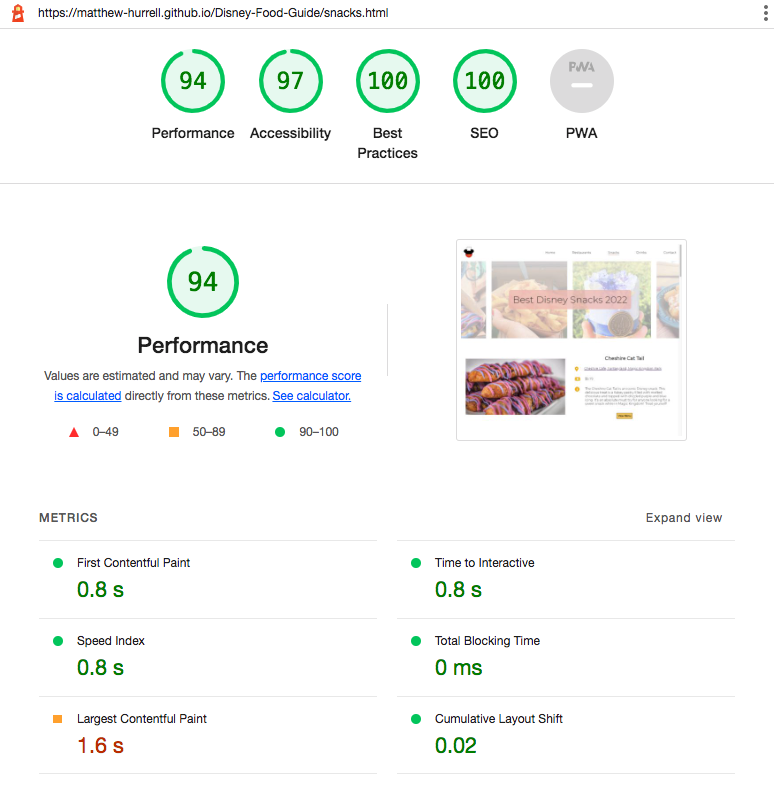 https://matthew-hurrell.github.io/Disney-Food-Guide/snacks.html
94
97
100
100
PWA
Performance
Accessibility
Best
Practices
SEO
PWA
94
Performance
Values are estimated and may vary. The performance score
is calculated directly from these metrics. See calculator.
0–49
50–89
90–100
Home
Restaurants
Snacks
Drinks
Contact
Best Disney Snacks 2022
Cheshire Cat Tail
METRICS
Expand view
First Contentful Paint
0.8 s
Time to Interactive
0.8 s
Speed Index
0.8 s
Total Blocking Time
0 ms
Largest Contentful Paint
1.6 s
Cumulative Layout Shift
0.02